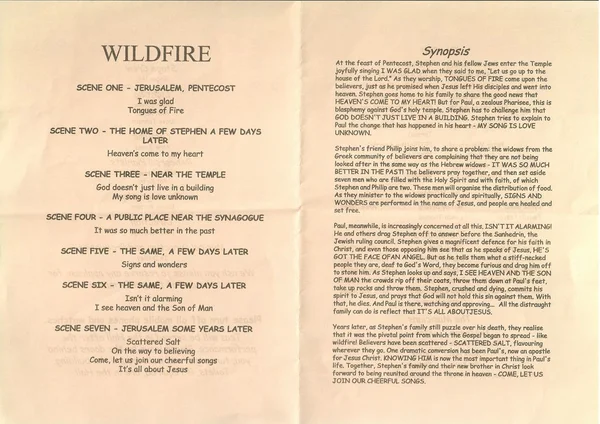 WILDFIRE
SCENE ONE - JERUSALEM, PENTECOST
I was glad
Tongues of Fire
SCENE TWO - THE HOME OF STEPHEN A FEW DAYS
LATER
Heaven's come to my heart
SCENE THREE - NEAR THE TEMPLE
God doesn't just live in a building
My song is love unknown
SCENE FOUR - A PUBLIC PLACE NEAR THE SYNAGOGUE
It was so much better in the past
SCENE FIVE - THE SAME, A FEW DAYS LATER
Signs and wonders
SCENE SIX - THE SAME, A FEW DAYS LATER
Isn't it alarming
I see heaven and the Son of Man
SCENE SEVEN - JERUSALEM SOME YEARS LATER
Scattered Salt
On the way to believing
Come, let us join our cheerful songs
It's all about Jesus
Synopsis
At the feast of Pentecost, Stephen and his fellow Jews enter the Temple
joyfully singing I WAS GLAD when they said to me, "Let us go up to the
house of the Lord." As they worship, TONGUES OF FIRE come upon the
believers, just as he promised when Jesus left His disciples and went into
heaven. Stephen goes home to his family to share the good news that
HEAVEN'S COME TO MY HEART! But for Paul, a zealous Pharisee, this is
blasphemy against God's holy temple. Stephen has to challenge him that
GOD DOESN'T JUST LIVE IN A BUILDING. Stephen tries to explain to
Paul the change that has happened in his heart - MY SONG IS LOVE
UNKNOWN.
Stephen's friend Philip joins him, to share a problem: the widows from the
Greek community of believers are complaining that they are not being
looked after in the same way as the Hebrew widows - IT WAS SO MUCH
BETTER IN THE PAST! The believers pray together, and then set aside
seven men who are filled with the Holy Spirit and with faith, of which
Stephen and Philip are two. These men will organise the distribution of food.
As they minister to the widows practically and spiritually, SIGNS AND
WONDERS are performed in the name of Jesus, and people are healed and
set free.
Paul, meanwhile, is increasingly concerned at all this, ISN'T IT ALARMING!
He and others drag Stephen off to answer before the Sanhedrin, the
Jewish ruling council. Stephen gives a magnificent defence for his faith in
Christ, and even those opposing him see that as he speaks of Jesus, HE'S
GOT THE FACE OF AN ANGEL. But as he tells them what a stiff-necked
people they are, deaf to God's Word, they become furious and drag him off
to stone him. As Stephen looks up and says, I SEE HEAVEN AND THE SON
OF MAN the crowds rip off their coats, throw them down at Paul's feet,
take up rocks and throw them. Stephen, crushed and dying, commits his
spirit to Jesus, and prays that God will not hold this sin against them. With
that, he dies. And Paul is there, watching and approving... All the distraught
family can do is reflect that IT'S ALL ABOUTJESUS.
Years later, as Stephen's family still puzzle over his death, they realise
that it was the pivotal point from which the Gospel began to spread - like
wildfire! Believers have been scattered - SCATTERED SALT, flavouring
wherever they go. One dramatic conversion has been Paul's, now an apostle
for Jesus Christ. KNOWING HIM is now the most important thing in Paul's
life. Together, Stephen's family and their new brother in Christ look
forward to being reunited around the throne in heaven - COME, LET US
JOIN OUR CHEERFUL SONGS.